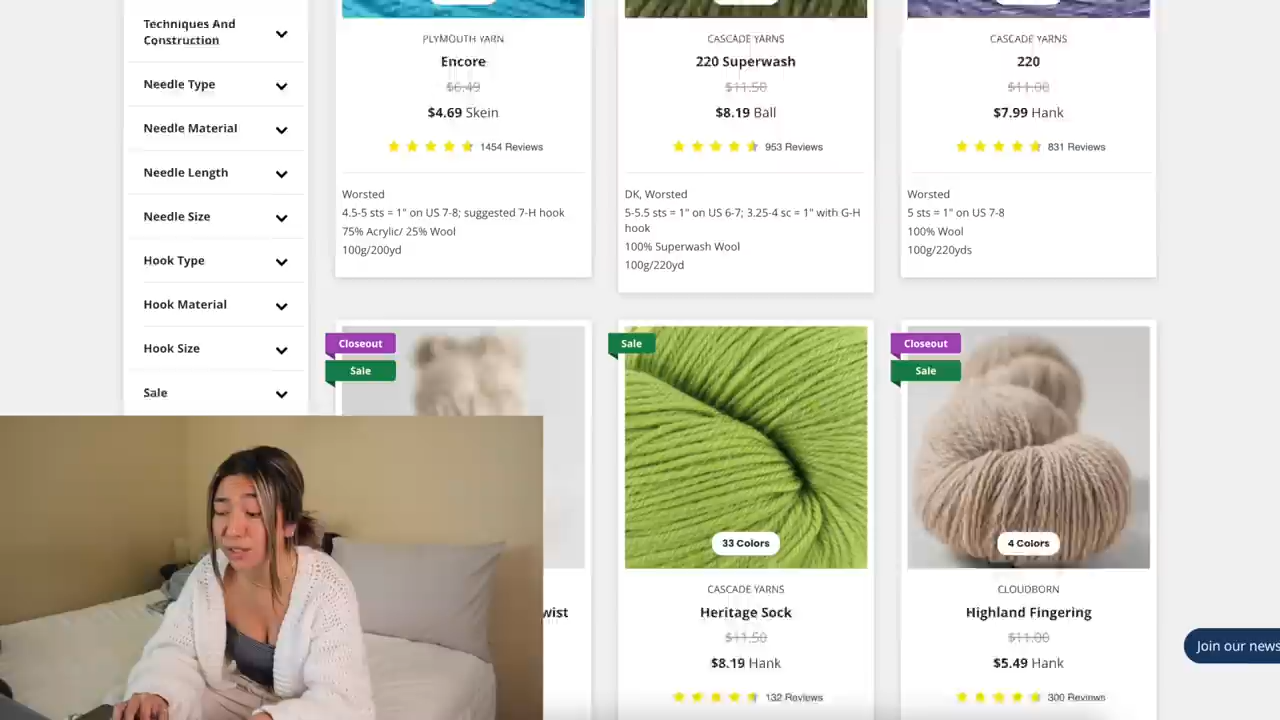 Techniques And
Construction
Needle Type
Needle Material
Needle Length
Needle Size
Hook Type
Hook Material
Hook Size
Sale
PLYMOUTH YARN
Encore
$6.49
$4.69 Skein
1454 Reviews
Worsted
4.5-5 sts = 1" on US 7-8; suggested 7-H hook
75% Acrylic/ 25% Wool
100g/200yd
CASCADE YARNS
220 Superwash
$11.50
$8.19 Ball
953 Reviews
DK, Worsted
5-5.5 sts = 1" on US 6-7; 3.25-4 sc = 1" with G-H
hook
100% Superwash Wool
100g/220yd
CASCADE YARNS
220
$11.00
$7.99 Hank
831 Reviews
Worsted
5 sts = 1" on US 7-8
100% Wool
100g/220yds
Closeout
Sale
wist
Sale
33 Colors
CASCADE YARNS
Heritage Sock
$11.50
$8.19 Hank
132 Reviews
Closeout
Sale
4 Colors
CLOUDBORN
Highland Fingering
$11.00
$5.49 Hank
300 Reviews
Join our news